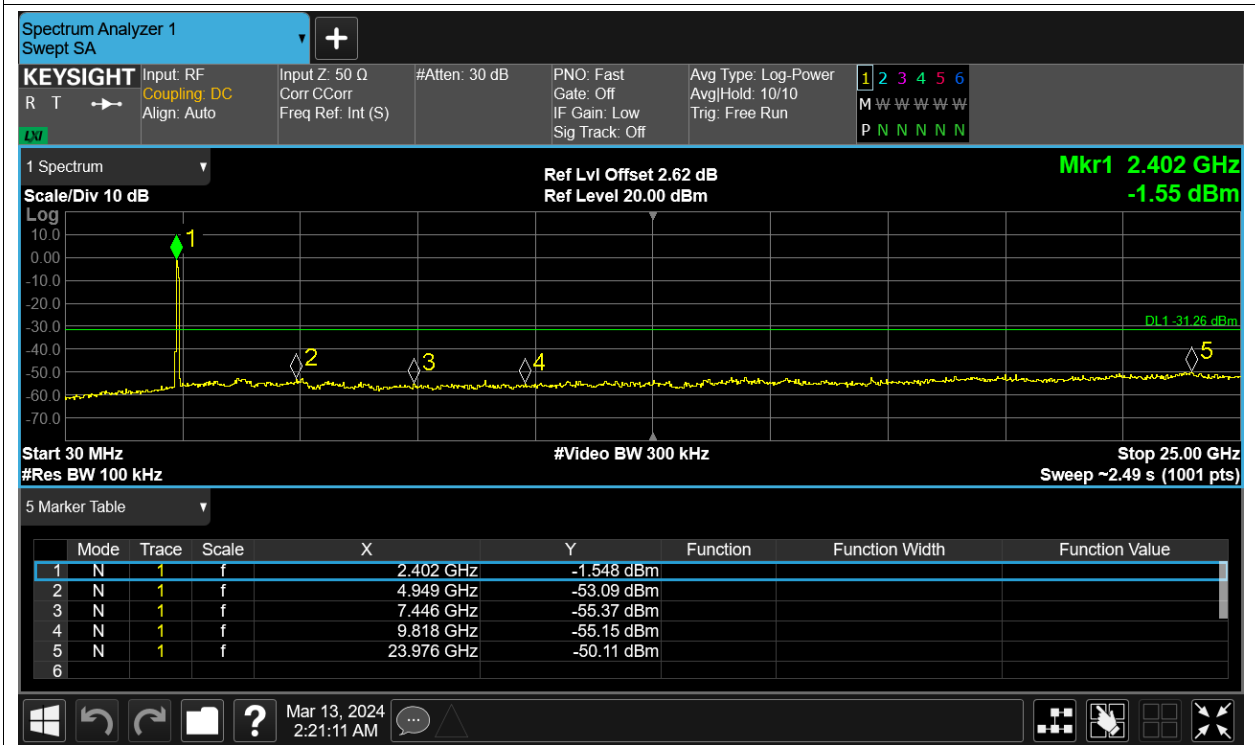 Spectrum Analyzer 1
Swept SA
+
KEYSIGHT Input: RF Input Z: 50 Ω #Atten: 30 dB PNO: Fast Avg Type: Log-Power 1 2 3 4 5 6
R T Coupling: DC Corr CCorr Gate: Off Avg|Hold: 10/10 M W W W W W
Align: Auto Freq Ref: Int (S) IF Gain: Low Trig: Free Run
LXI Sig Track: Off P N N N N N
1 Spectrum Ref Lvl Offset 2.62 dB Mkr1 2.402 GHz
Scale/Div 10 dB Ref Level 20.00 dBm -1.55 dBm
Log
10.0 1
0.00
-10.0
-20.0
-30.0 DL1 -31.26 dBm
-40.0 2 3 4 5
-50.0
-60.0
-70.0
Start 30 MHz #Video BW 300 kHz Stop 25.00 GHz
#Res BW 100 kHz Sweep ~2.49 s (1001 pts)
5 Marker Table
Mode Trace Scale X Y Function Function Width Function Value
1 N 1 f 2.402 GHz -1.548 dBm
2 N 1 f 4.949 GHz -53.09 dBm
3 N 1 f 7.446 GHz -55.37 dBm
4 N 1 f 9.818 GHz -55.15 dBm
5 N 1 f 23.976 GHz -50.11 dBm
6
? Mar 13, 2024
2:21:11 AM